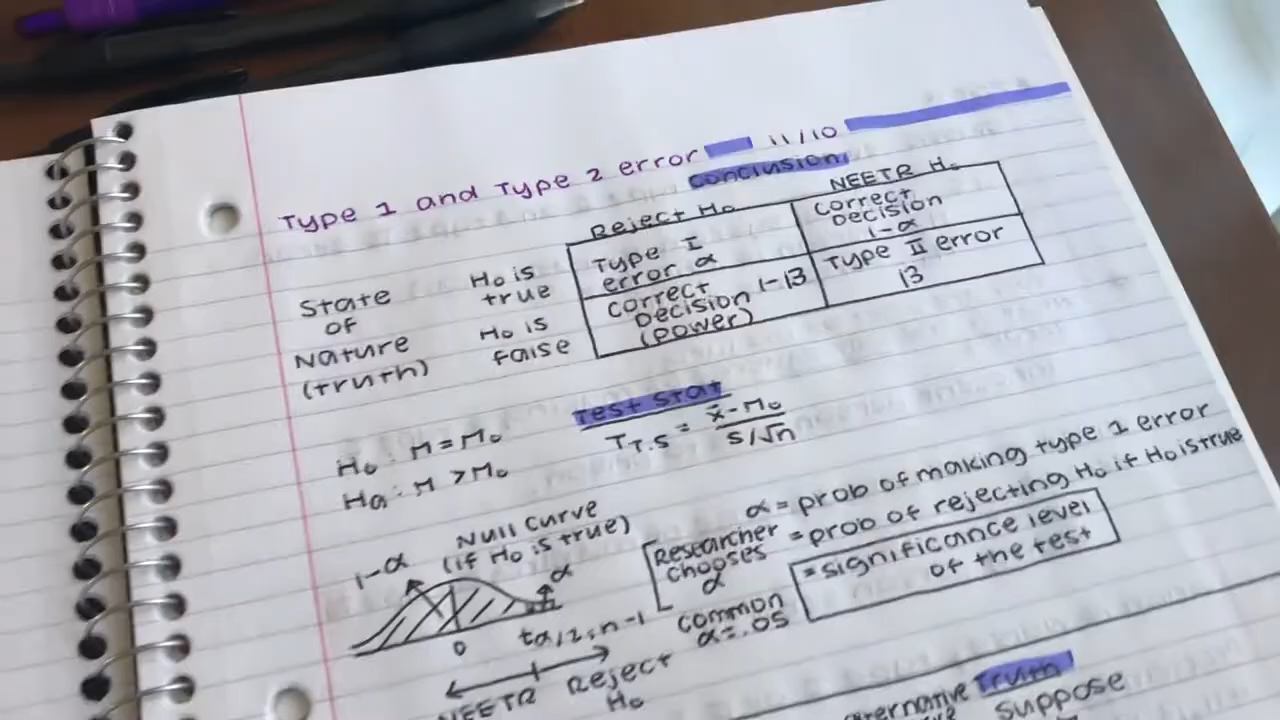 Type 1 and Type 2 error 11/10
Conclusion
Reject H₀ NEETR H₀
State of Nature (truth)
H₀ is true
Type I error α
Correct Decision 1-α
H₀ is false
Correct Decision (power) 1-β
Type II error β
Test Stat
H₀: M = M₀
Ha: M > M₀
T T.S = x̄ - M₀ / s/√n
α = prob of making type 1 error
= prob of rejecting H₀ if H₀ is true
= significance level of the test
Researcher chooses α
common α = .05
Null Curve (if H₀ is true)
1-α
α
0
tα/2, n-1
NEETR
Reject H₀
Truth
suppose